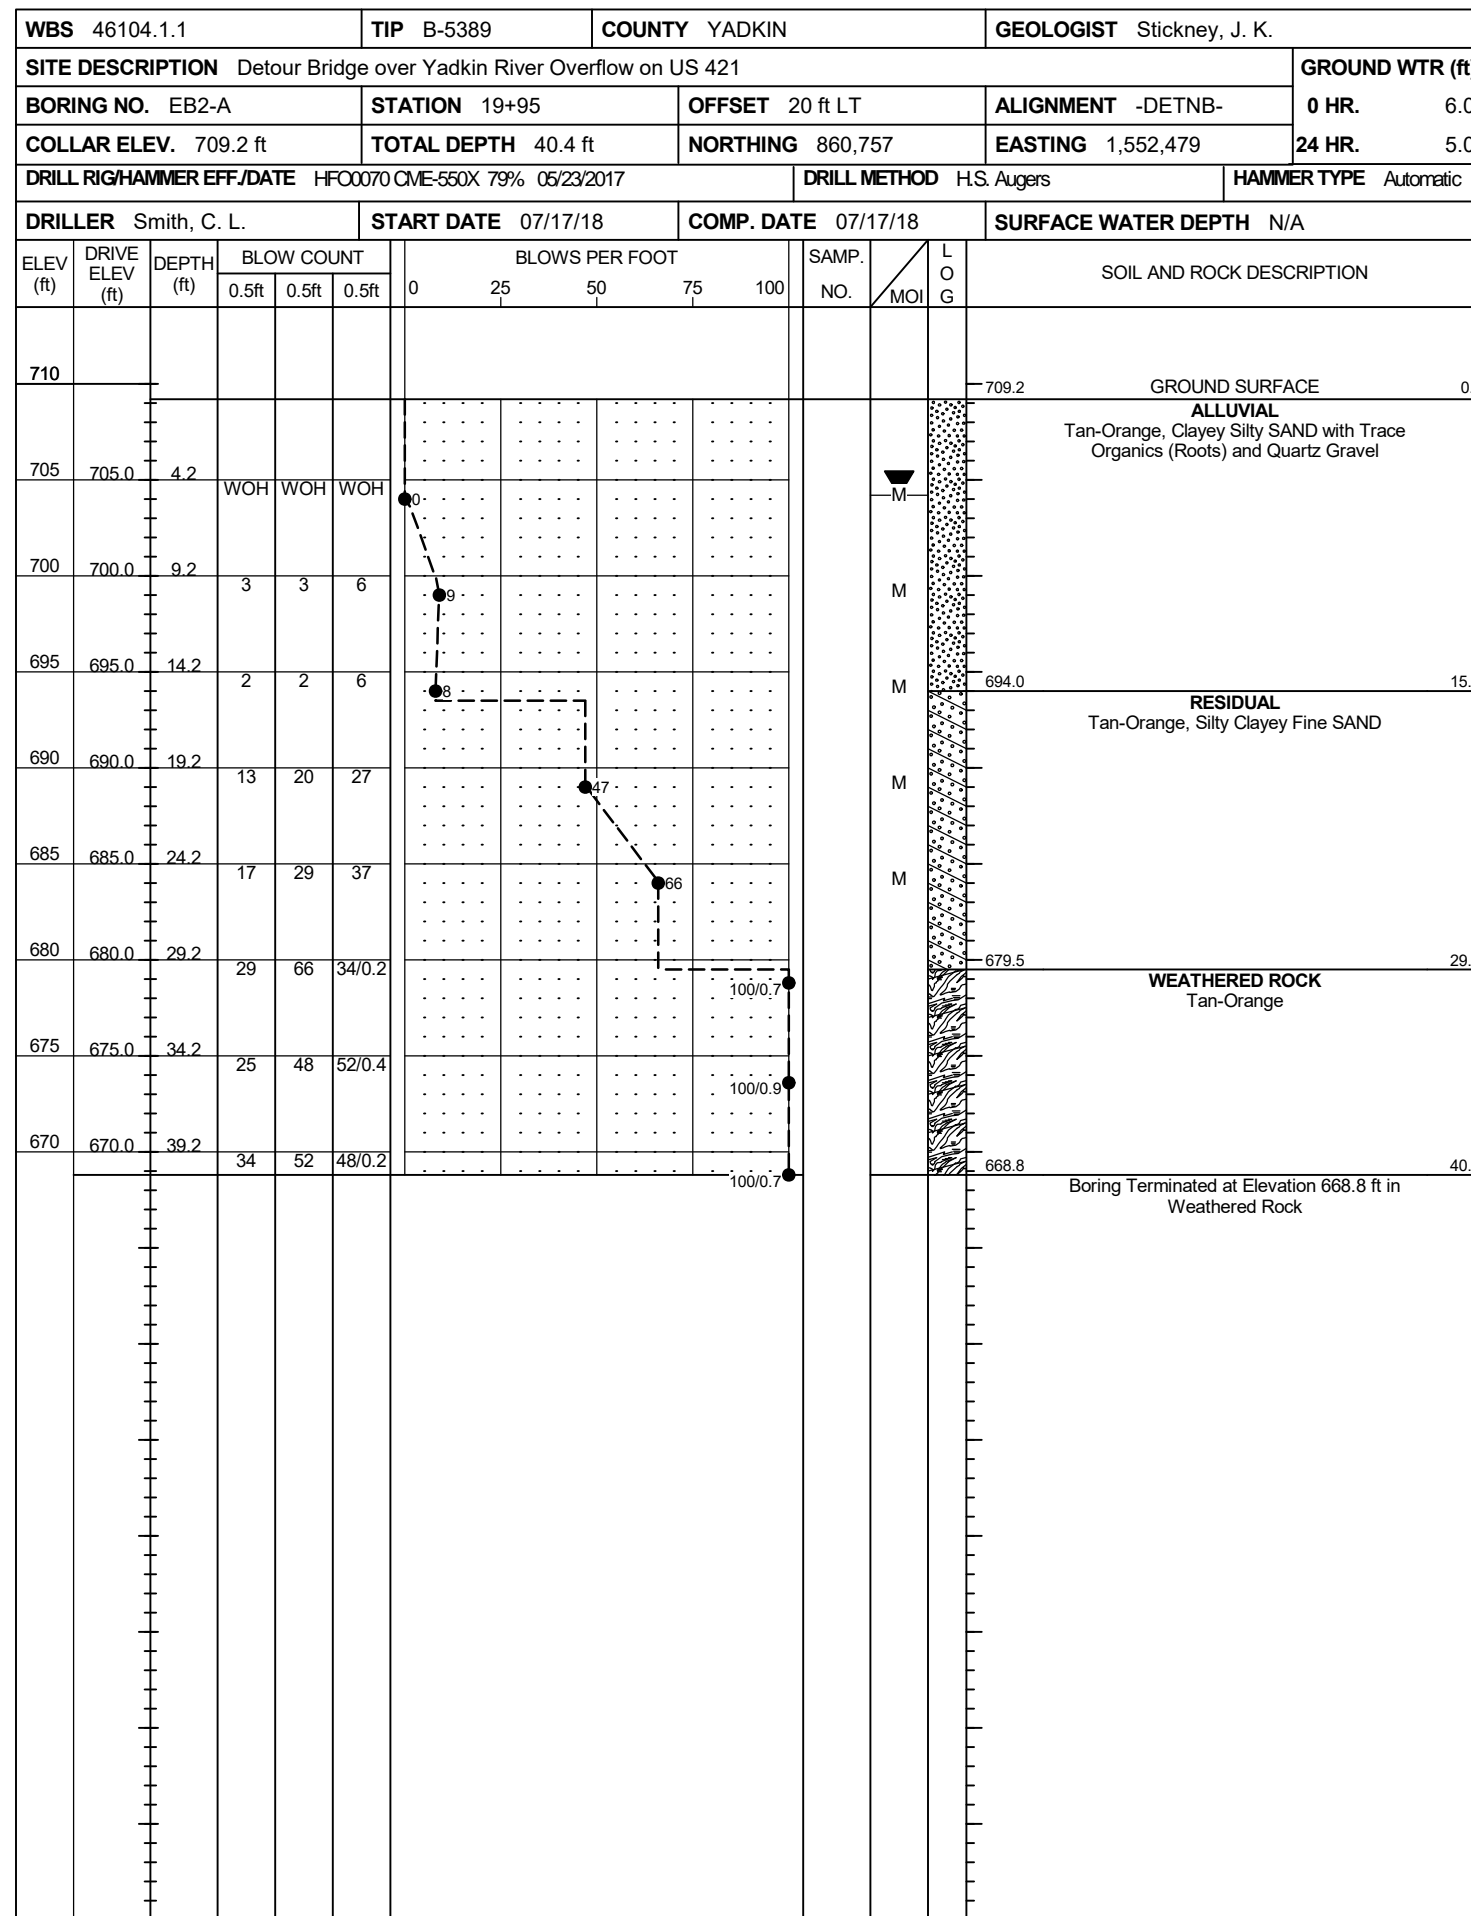 WBS 46104.1.1 TIP B-5389 COUNTY YADKIN GEOLOGIST Stickney, J. K.
SITE DESCRIPTION Detour Bridge over Yadkin River Overflow on US 421 GROUND WTR (ft)
BORING NO. EB2-A STATION 19+95 OFFSET 20 ft LT ALIGNMENT -DETNB- 0 HR. 6.0
COLLAR ELEV. 709.2 ft TOTAL DEPTH 40.4 ft NORTHING 860,757 EASTING 1,552,479 24 HR. 5.0
DRILL RIG/HAMMER EFF./DATE HFO0070 CME-550X 79% 05/23/2017 DRILL METHOD H.S. Augers HAMMER TYPE Automatic
DRILLER Smith, C. L. START DATE 07/17/18 COMP. DATE 07/17/18 SURFACE WATER DEPTH N/A
ELEV (ft) DRIVE ELEV (ft) DEPTH (ft) BLOW COUNT BLOWS PER FOOT SAMP. NO. MOI LOG SOIL AND ROCK DESCRIPTION
0.5ft 0.5ft 0.5ft 0 25 50 75 100
710
709.2 GROUND SURFACE 0.
ALLUVIAL
Tan-Orange, Clayey Silty SAND with Trace
Organics (Roots) and Quartz Gravel
705 705.0 4.2
WOH WOH WOH 0 M
700 700.0 9.2
3 3 6 9 M
695 695.0 14.2
2 2 6 8 M
694.0 15.
RESIDUAL
Tan-Orange, Silty Clayey Fine SAND
690 690.0 19.2
13 20 27 47 M
685 685.0 24.2
17 29 37 66 M
680 680.0 29.2
29 66 34/0.2 100/0.7
679.5 29.
WEATHERED ROCK
Tan-Orange
675 675.0 34.2
25 48 52/0.4 100/0.9
670 670.0 39.2
34 52 48/0.2 100/0.7
668.8 40.
Boring Terminated at Elevation 668.8 ft in
Weathered Rock